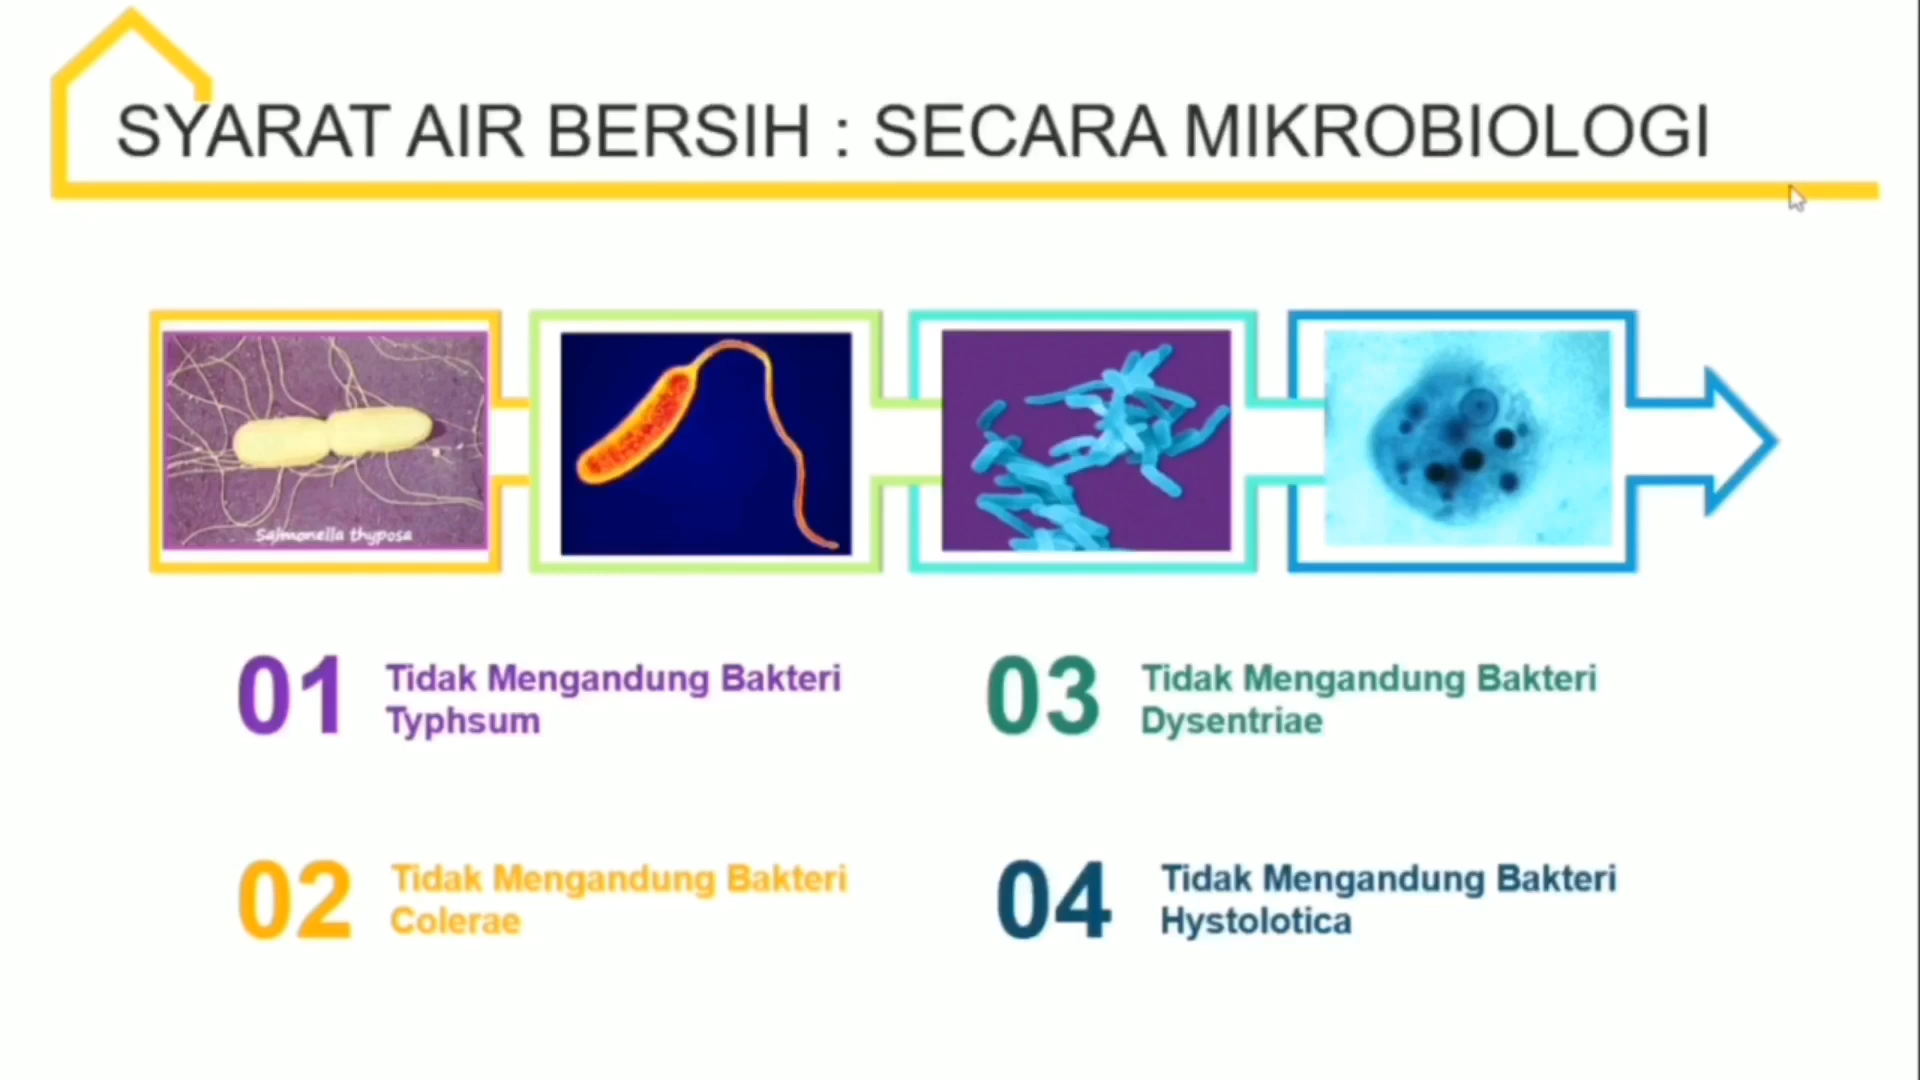 SYARAT AIR BERSIH : SECARA MIKROBIOLOGI
Salmonella thyposa
01
Tidak Mengandung Bakteri
Typhsum
02
Tidak Mengandung Bakteri
Colerae
03
Tidak Mengandung Bakteri
Dysentriae
04
Tidak Mengandung Bakteri
Hystolotica